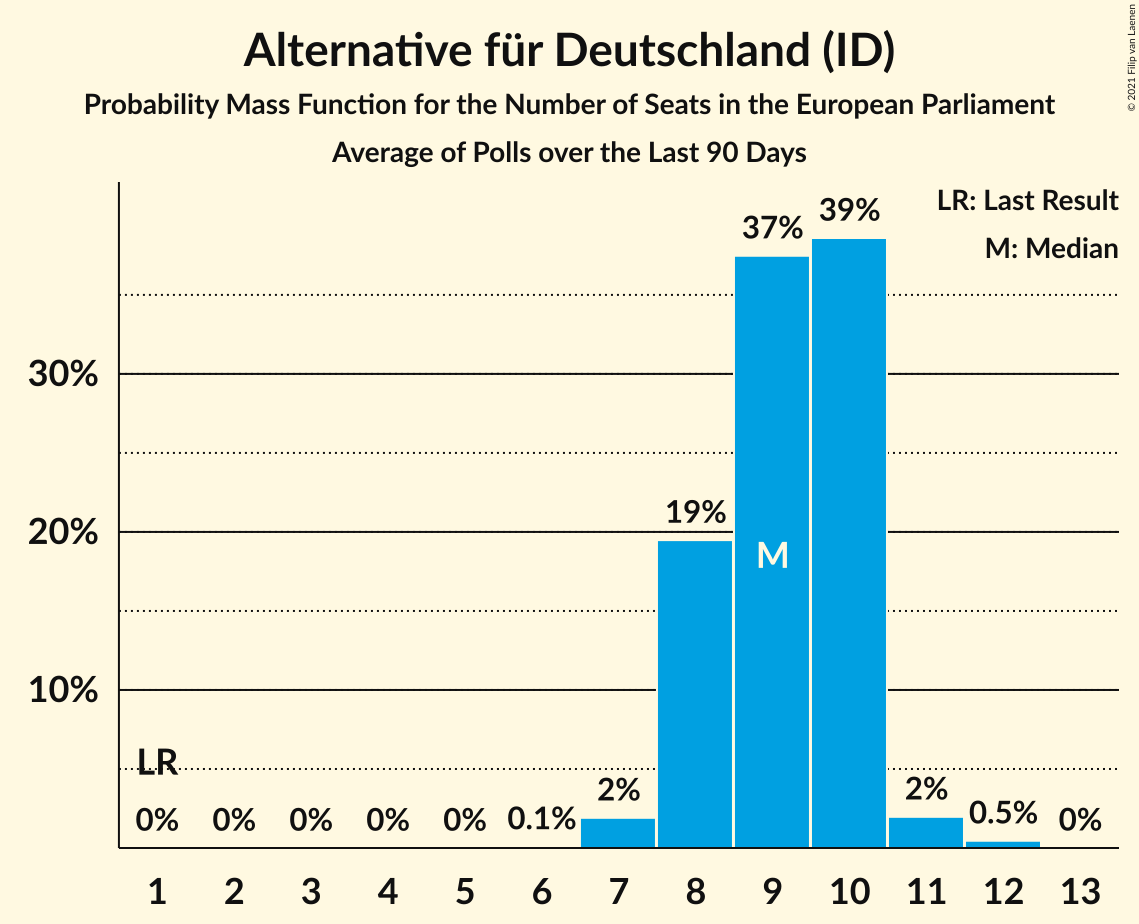 Alternative für Deutschland (ID)
Probability Mass Function for the Number of Seats in the European Parliament
Average of Polls over the Last 90 Days
© 2021 Filip van Laenen
LR: Last Result
M: Median
39%
37%
30%
19%
20%
M
10%
LR
0% 0% 0% 0% 0% 0.1% 2% 2% 0.5% 0%
1 2 3 4 5 6 7 8 9 10 11 12 13